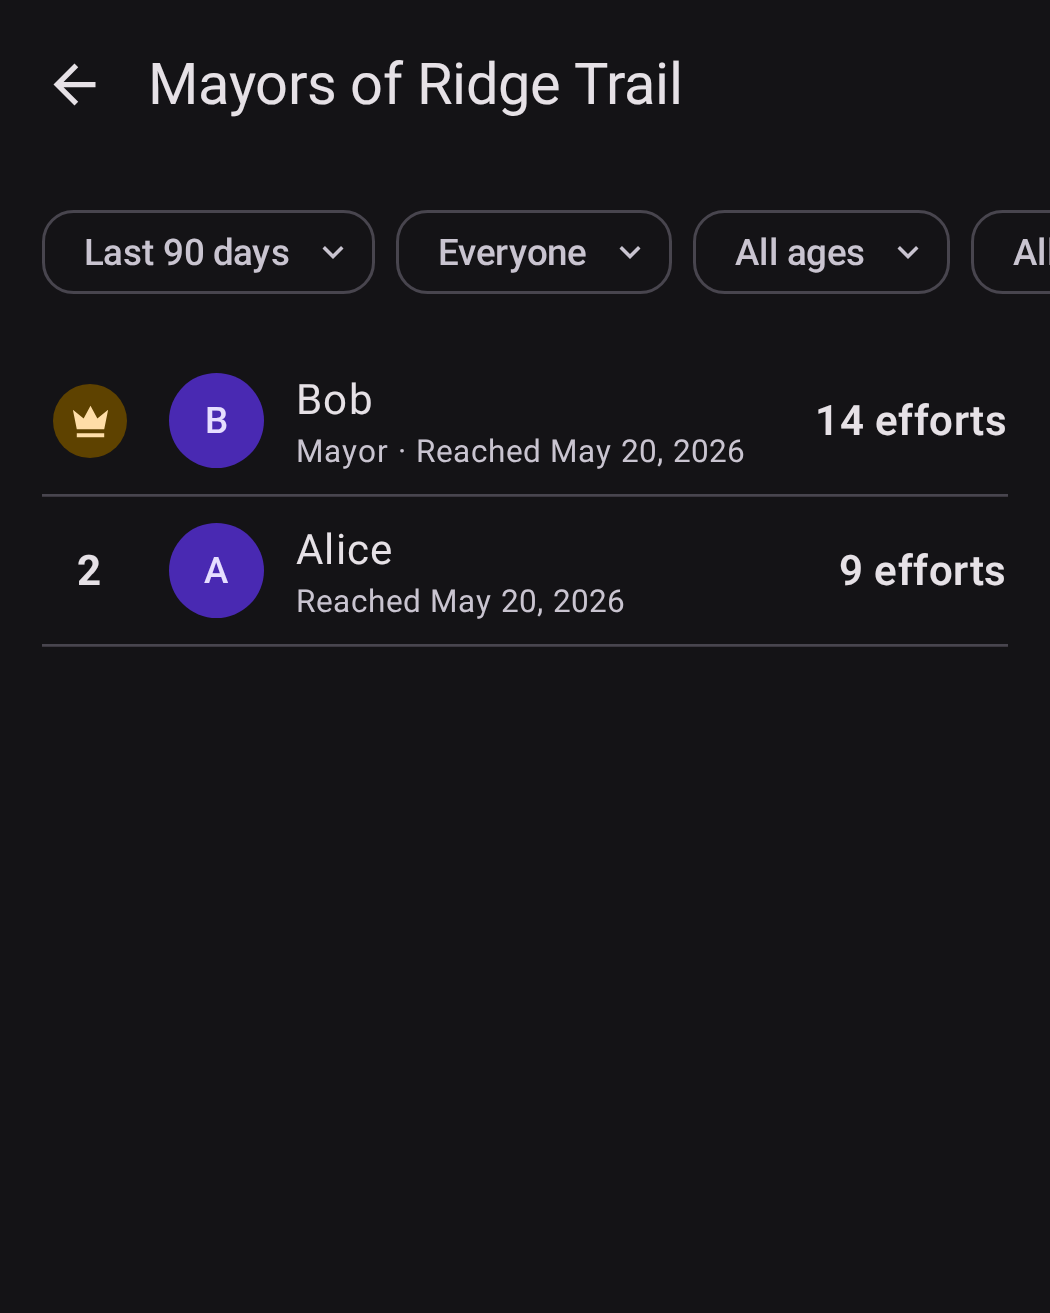 Mayors of Ridge Trail
Last 90 days Everyone All ages All
B Bob 14 efforts
Mayor · Reached May 20, 2026
2 A Alice 9 efforts
Reached May 20, 2026